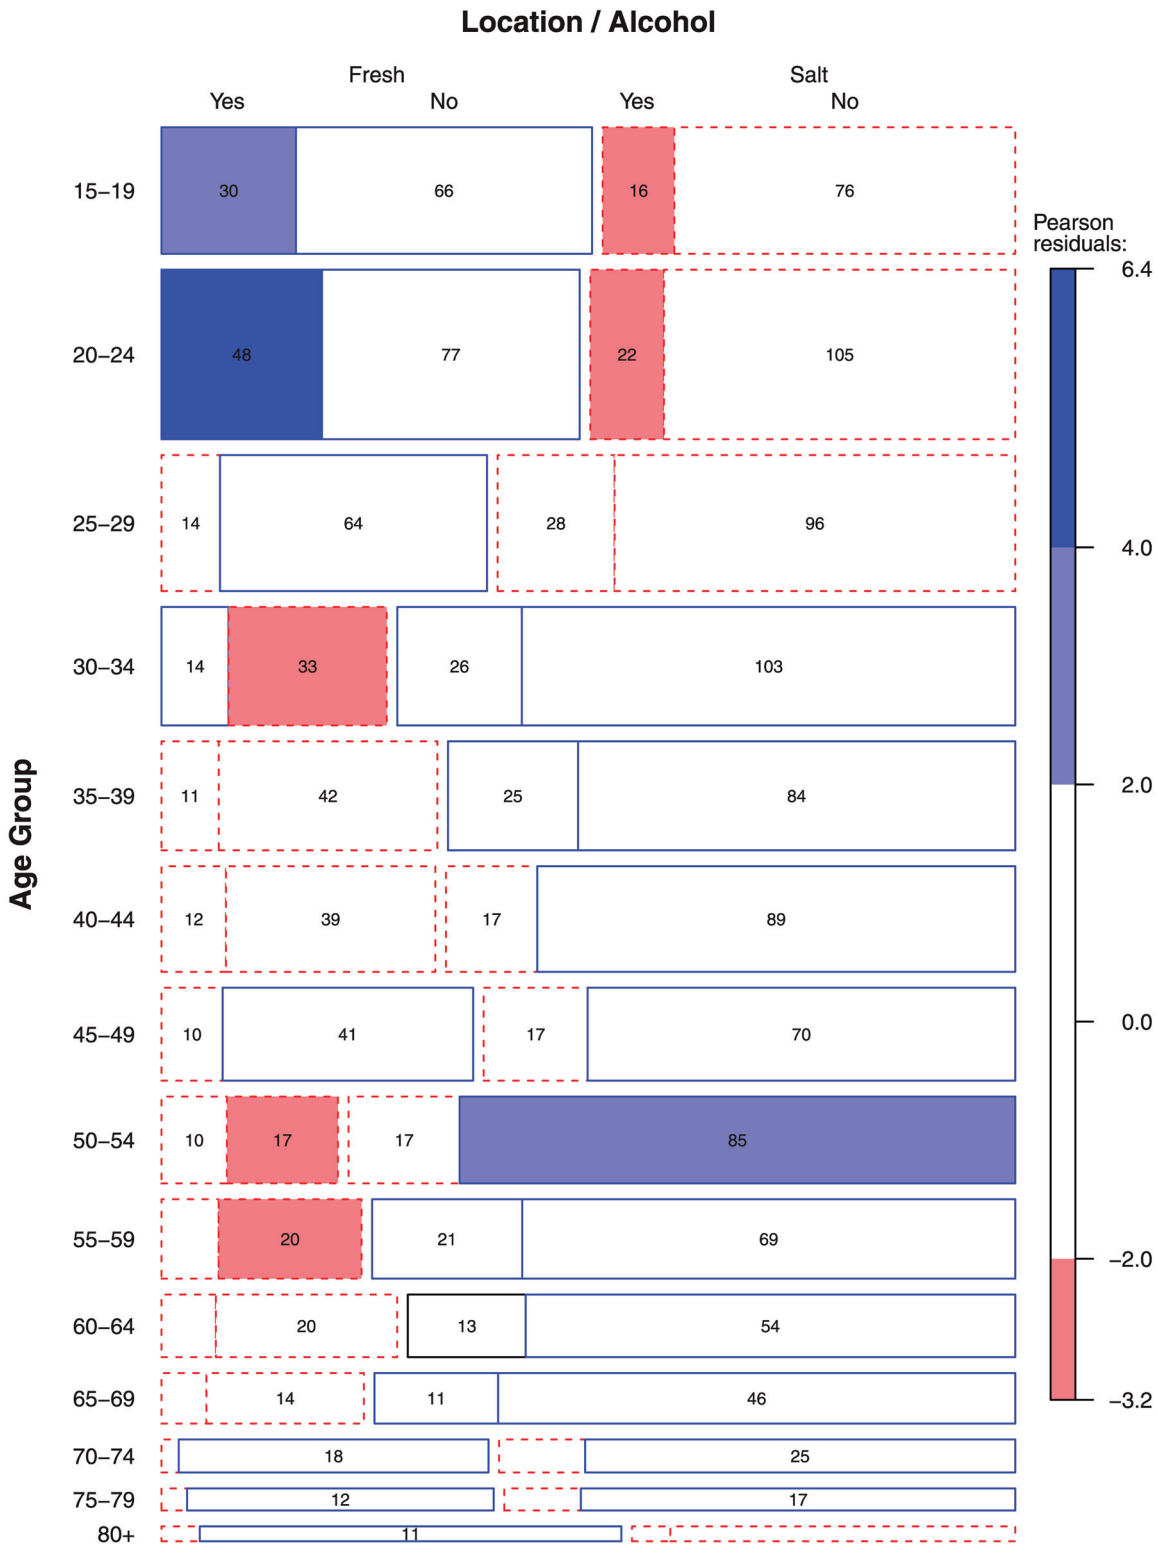 Location / Alcohol
Fresh Salt
Yes No Yes No
15−19 30 66 16 76
Pearson
residuals:
6.4
20−24 48 77 22 105
25−29 14 64 28 96
4.0
30−34 14 33 26 103
2.0
35−39 11 42 25 84
Age Group
40−44 12 39 17 89
0.0
45−49 10 41 17 70
50−54 10 17 17 85
55−59 20 21 69
−2.0
60−64 20 13 54
65−69 14 11 46
−3.2
70−74 18 25
75−79 12 17
80+ 11